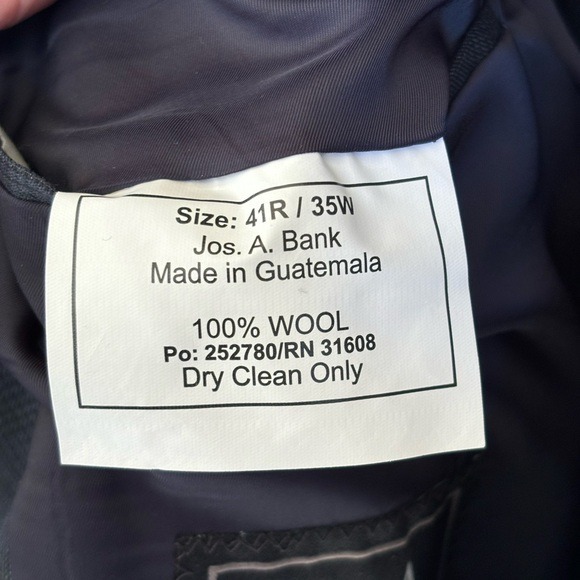 Size: 41R / 35W
Jos. A. Bank
Made in Guatemala
100% WOOL
Po: 252780/RN 31608
Dry Clean Only